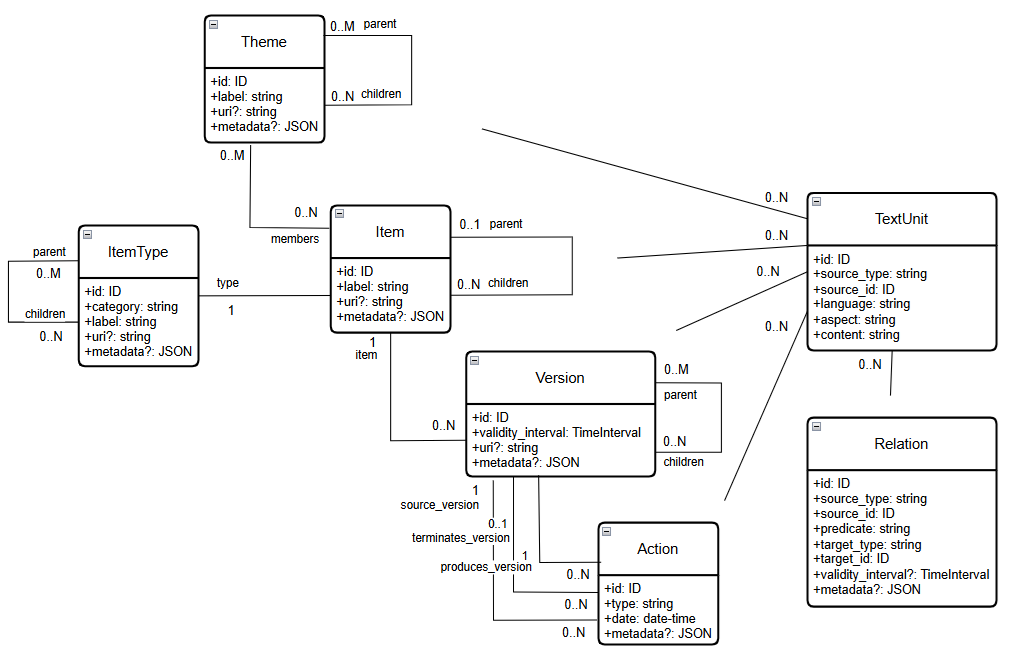 Theme
+id: ID
+label: string
+uri?: string
+metadata?: JSON
0..M parent
0..N children
0..M
0..N
members
ItemType
+id: ID
+category: string
+label: string
+uri?: string
+metadata?: JSON
parent
0..M
children
0..N
type
1
Item
+id: ID
+label: string
+uri?: string
+metadata?: JSON
0..1 parent
0..N children
1
item
0..N
Version
+id: ID
+validity_interval: TimeInterval
+uri?: string
+metadata?: JSON
0..M
parent
0..N
children
1
source_version
0..1
terminates_version
1
produces_version
0..N
0..N
0..N
Action
+id: ID
+type: string
+date: date-time
+metadata?: JSON
0..N
0..N
0..N
0..N
0..N
TextUnit
+id: ID
+source_type: string
+source_id: ID
+language: string
+aspect: string
+content: string
Relation
+id: ID
+source_type: string
+source_id: ID
+predicate: string
+target_type: string
+target_id: ID
+validity_interval?: TimeInterval
+metadata?: JSON